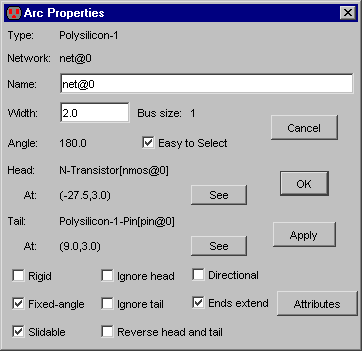 Arc Properties
Type: Polysilicon-1
Network: net@0
Name: net@0
Width: 2.0 Bus size: 1
Cancel
Angle: 180.0 Easy to Select
Head: N-Transistor[nmos@0]
OK
At: (-27.5,3.0) See
Tail: Polysilicon-1-Pin[pin@0]
Apply
At: (9.0,3.0) See
Rigid Ignore head Directional
Fixed-angle Ignore tail Ends extend Attributes
Slidable Reverse head and tail